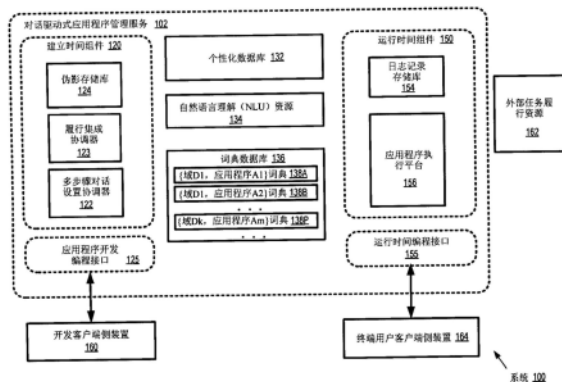 对话驱动式应用程序管理服务 102
建立时间组件 120
伪影存储库
124
履行集成
协调器
123
多步骤对话
设置协调器
122
应用程序开发
编程接口
125
个性化数据库
132
自然语言理解（NLU）资源
134
词典数据库 136
{域D1，应用程序A1}词典 138A
{域D1，应用程序A2}词典 138B
. . .
{域Dk，应用程序Am}词典 138P
. . .
运行时间组件 150
日志记录
存储库
154
应用程序执
行平台
156
运行时间编程接口
155
外部任务履
行资源
162
开发客户端侧装置
160
终端用户客户端侧装置 164
系统 100